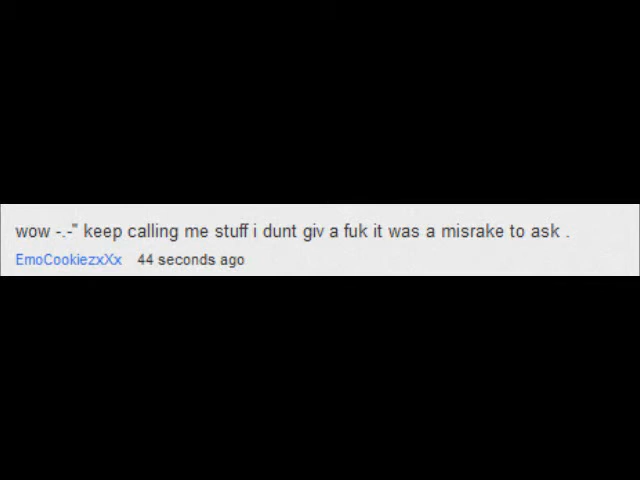 wow -.-" keep calling me stuff i dunt giv a fuk it was a misrake to ask .
EmoCookiezxXx 44 seconds ago